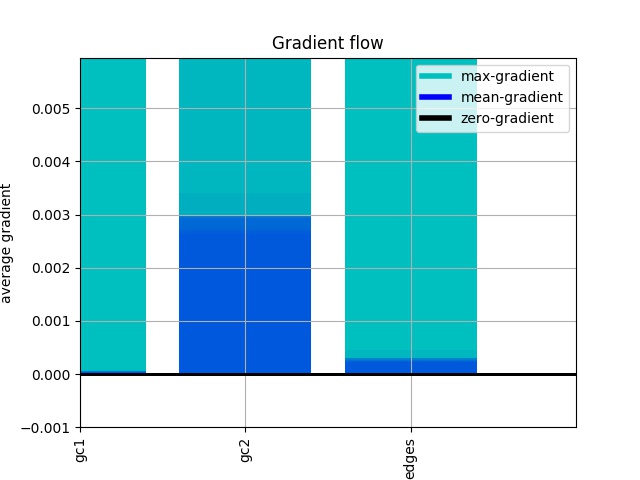 Gradient flow
max-gradient
mean-gradient
zero-gradient
average gradient
0.005
0.004
0.003
0.002
0.001
0.000
−0.001
gc1
gc2
edges